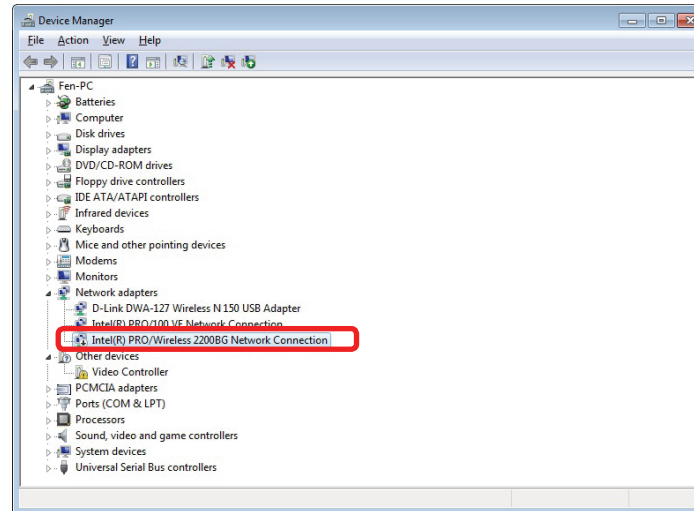 Device Manager
File Action View Help
Fen-PC
Batteries
Computer
Disk drives
Display adapters
DVD/CD-ROM drives
Floppy drive controllers
IDE ATA/ATAPI controllers
Infrared devices
Keyboards
Mice and other pointing devices
Modems
Monitors
Network adapters
D-Link DWA-127 Wireless N 150 USB Adapter
Intel(R) PRO/100 VE Network Connection
Intel(R) PRO/Wireless 2200BG Network Connection
Other devices
Video Controller
PCMCIA adapters
Ports (COM & LPT)
Processors
Sound, video and game controllers
System devices
Universal Serial Bus controllers